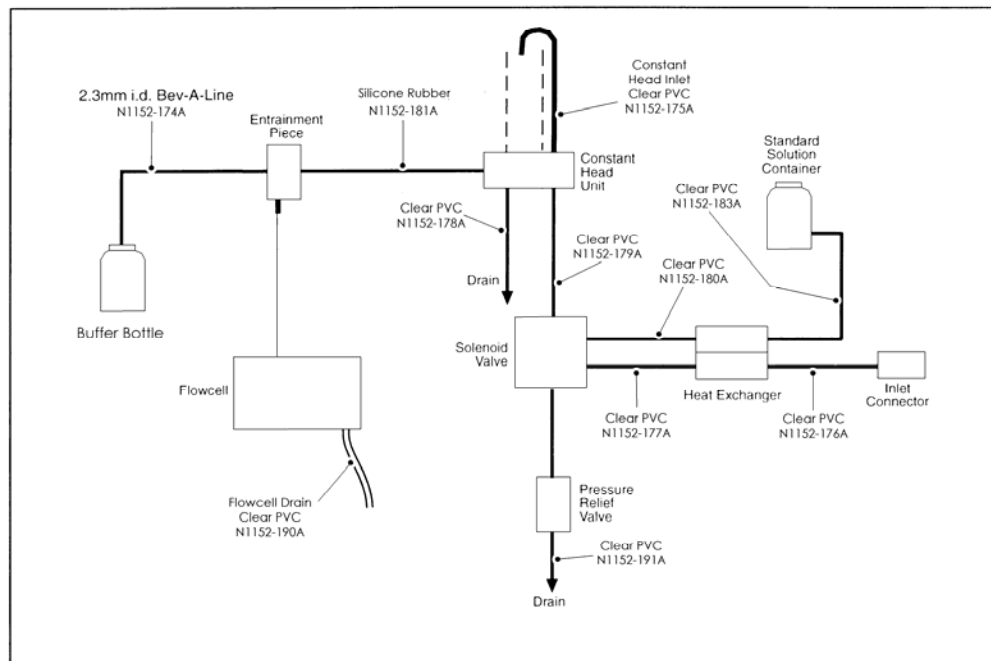 2.3mm i.d. Bev-A-Line
N1152-174A
Entrainment
Piece
Silicone Rubber
N1152-181A
Constant
Head Inlet
Clear PVC
N1152-175A
Standard
Solution
Container
Constant
Head
Unit
Clear PVC
N1152-183A
Clear PVC
N1152-178A
Clear PVC
N1152-179A
Clear PVC
N1152-180A
Drain
Buffer Bottle
Solenoid
Valve
Flowcell
Heat Exchanger
Inlet
Connector
Clear PVC
N1152-177A
Clear PVC
N1152-176A
Flowcell Drain
Clear PVC
N1152-190A
Pressure
Relief
Valve
Clear PVC
N1152-191A
Drain